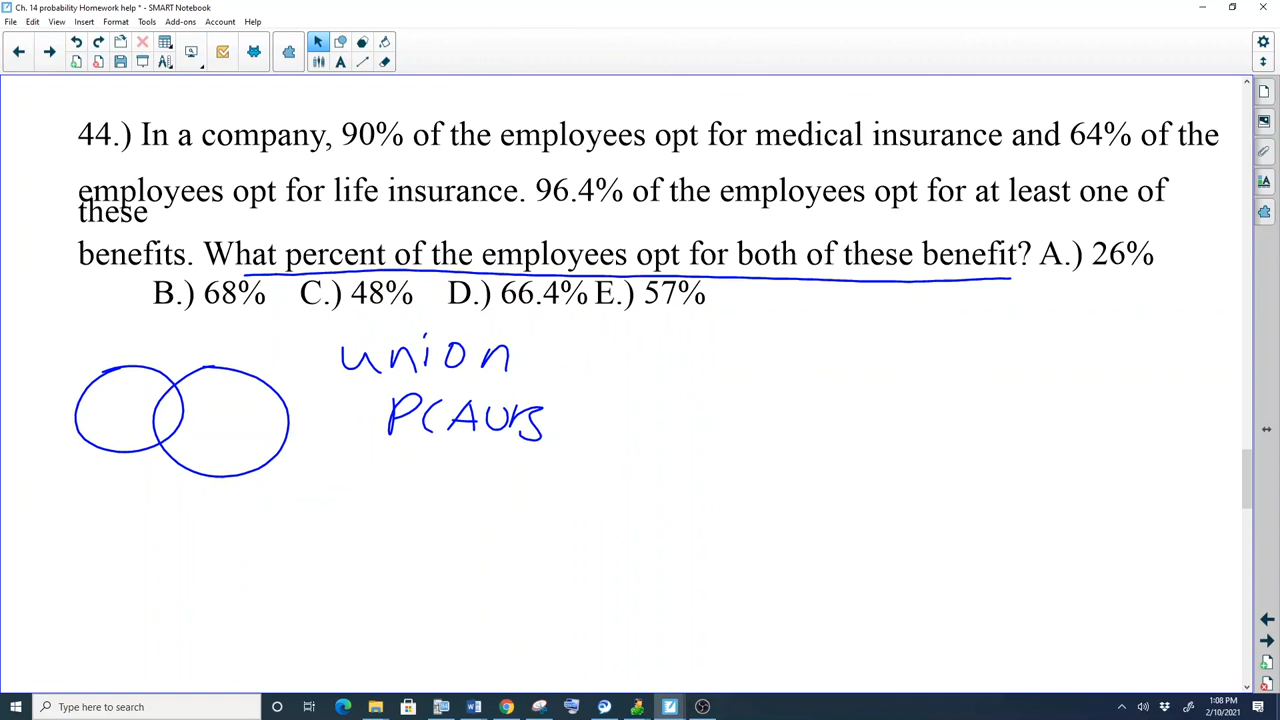 Ch. 14 probability Homework help * - SMART Notebook
File Edit View Insert Format Tools Add-ons Account Help
44.) In a company, 90% of the employees opt for medical insurance and 64% of the
employees opt for life insurance. 96.4% of the employees opt for at least one of
these
benefits. What percent of the employees opt for both of these benefit? A.) 26%
B.) 68% C.) 48% D.) 66.4% E.) 57%
union
P(AUB
Type here to search
1:08 PM
2/10/2021